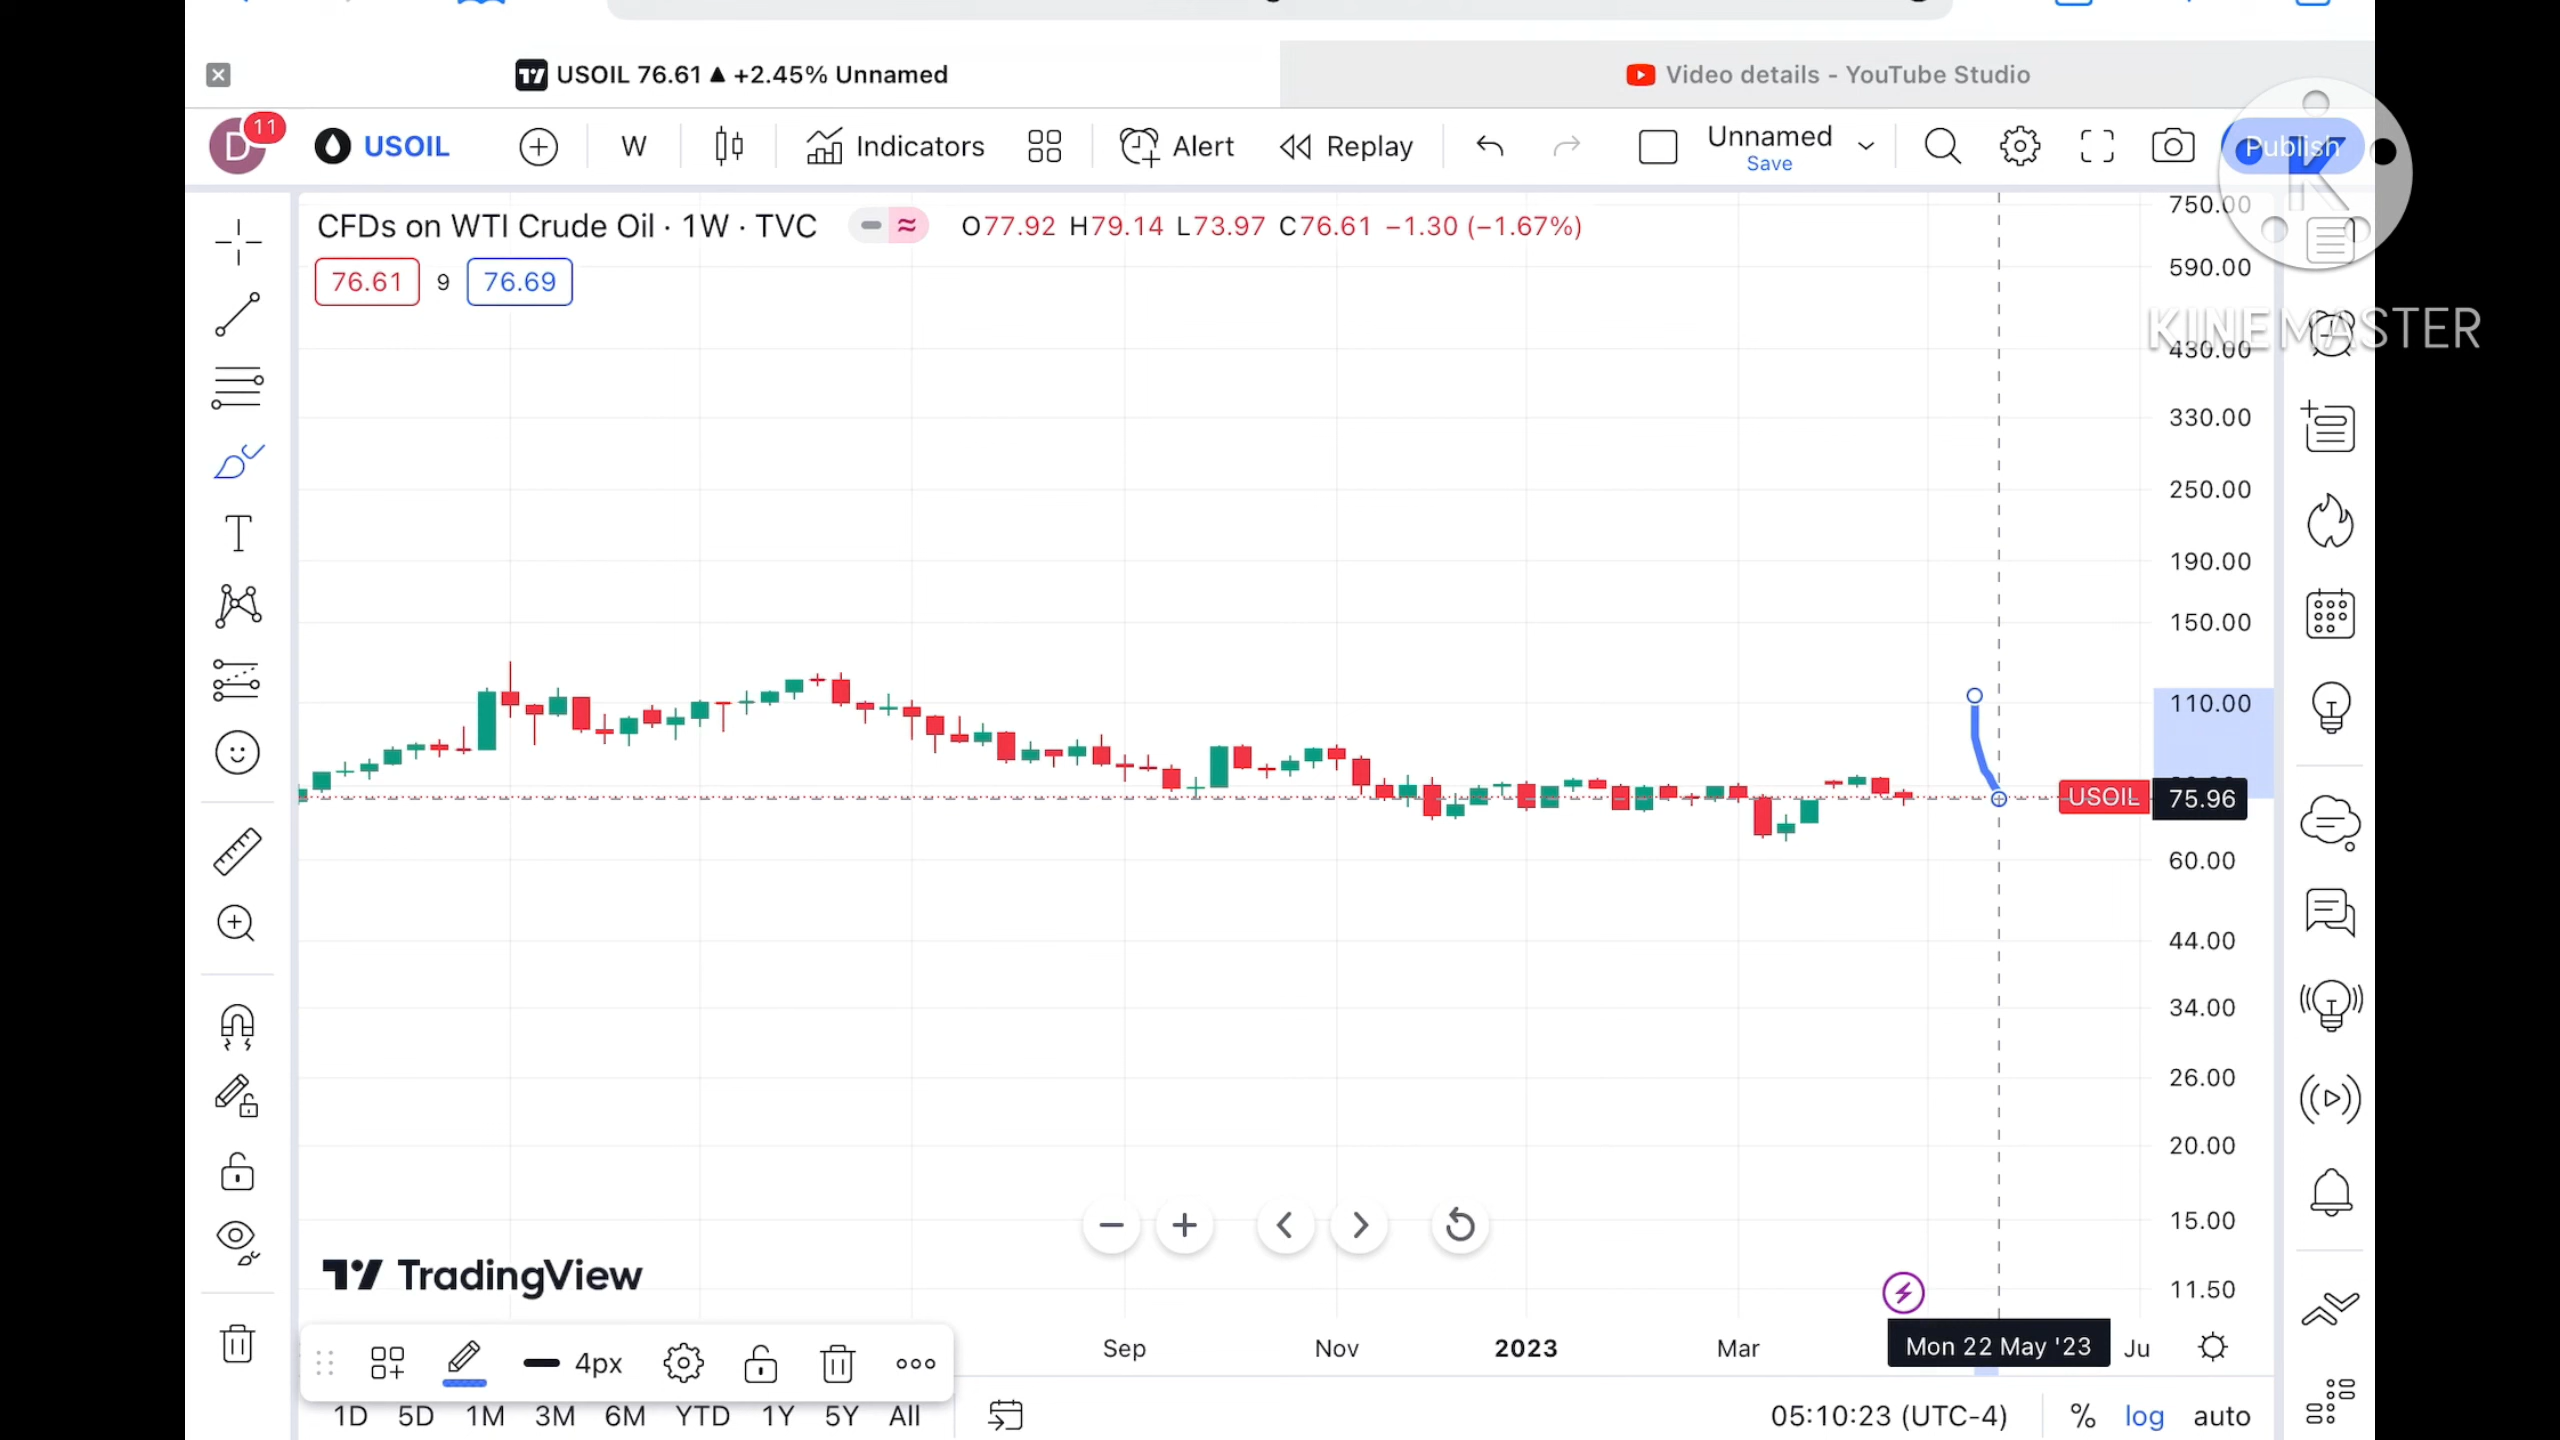 USOIL 76.61 ▲ +2.45% Unnamed
Video details - YouTube Studio
D 11 USOIL W Indicators Alert Replay Unnamed Save Publish
K
KINEMASTER
CFDs on WTI Crude Oil · 1W · TVC O77.92 H79.14 L73.97 C76.61 −1.30 (−1.67%)
76.61 9 76.69
750.00
590.00
430.00
330.00
250.00
190.00
150.00
110.00
USOIL 75.96
60.00
44.00
34.00
26.00
20.00
15.00
11.50
TradingView
Sep Nov 2023 Mar Mon 22 May '23 Ju
4px
1D 5D 1M 3M 6M YTD 1Y 5Y All
05:10:23 (UTC-4) % log auto